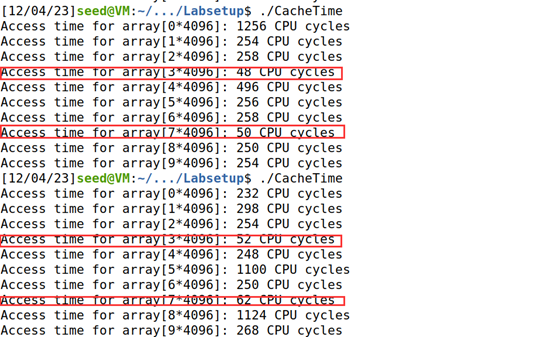 [12/04/23]seed@VM:~/.../Labsetup$ ./CacheTime
Access time for array[0*4096]: 1256 CPU cycles
Access time for array[1*4096]: 254 CPU cycles
Access time for array[2*4096]: 258 CPU cycles
Access time for array[3*4096]: 48 CPU cycles
Access time for array[4*4096]: 496 CPU cycles
Access time for array[5*4096]: 256 CPU cycles
Access time for array[6*4096]: 258 CPU cycles
Access time for array[7*4096]: 50 CPU cycles
Access time for array[8*4096]: 250 CPU cycles
Access time for array[9*4096]: 254 CPU cycles
[12/04/23]seed@VM:~/.../Labsetup$ ./CacheTime
Access time for array[0*4096]: 232 CPU cycles
Access time for array[1*4096]: 298 CPU cycles
Access time for array[2*4096]: 254 CPU cycles
Access time for array[3*4096]: 52 CPU cycles
Access time for array[4*4096]: 248 CPU cycles
Access time for array[5*4096]: 1100 CPU cycles
Access time for array[6*4096]: 250 CPU cycles
Access time for array[7*4096]: 62 CPU cycles
Access time for array[8*4096]: 1124 CPU cycles
Access time for array[9*4096]: 268 CPU cycles